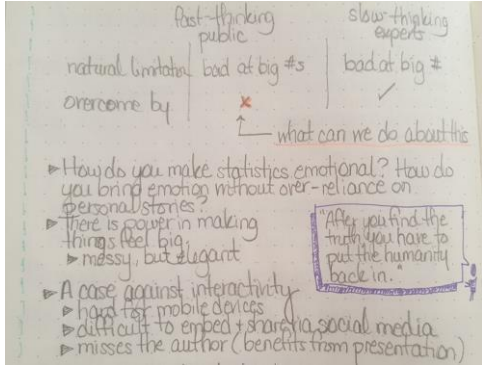 fast-thinking public
slow-thinking experts
natural limitation bad at big #s bad at big #
overcome by x ✓
what can we do about this
▸ How do you make statistics emotional? How do
you bring emotion without over-reliance on
personal stories?
▸ There is power in making
things feel big
▸ messy, but elegant
"After you find the
truth, you have to
put the humanity
back in."
▸ A case against interactivity
▸ hard for mobile devices
▸ difficult to embed + share via social media
▸ misses the author (benefits from presentation)